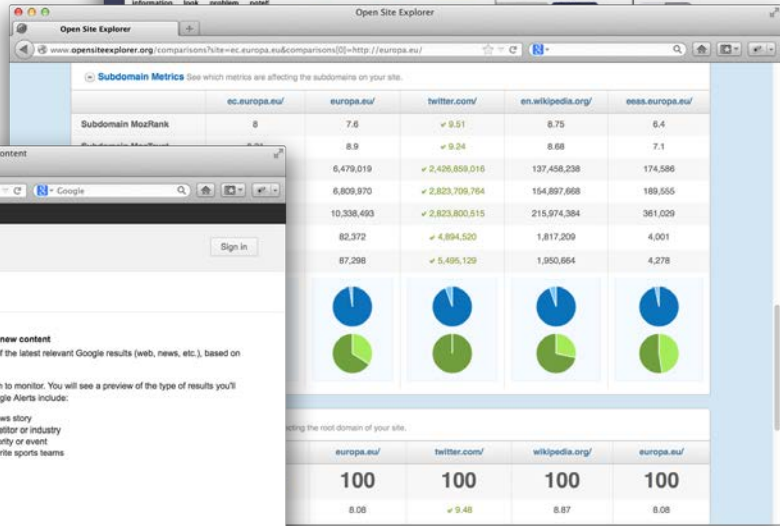 information look problem
Open Site Explorer
Open Site Explorer
www.opensiteexplorer.org/comparisons?site=ec.europa.eu&comparisons[0]=http://europa.eu/
Subdomain Metrics See which metrics are affecting the subdomains on your site.
ec.europa.eu/ europa.eu/ twitter.com/ en.wikipedia.org/ eeas.europa.eu/
Subdomain MozRank 8 7.6 ✔ 9.51 8.75 6.4
8.9 ✔ 9.24 8.68 7.1
6,479,019 ✔ 2,426,859,016 137,458,238 174,586
6,809,970 ✔ 2,823,709,764 154,897,668 189,555
10,338,493 ✔ 2,823,800,515 215,974,384 361,029
82,372 ✔ 4,894,520 1,817,209 4,001
87,298 ✔ 5,495,129 1,950,664 4,278
ontent
Google
Sign in
new content
f the latest relevant Google results (web, news, etc.), based on
n to monitor. You will see a preview of the type of results you'll
gle Alerts include:
ws story
etitor or industry
brity or event
rite sports teams
cting the root domain of your site.
europa.eu/ twitter.com/ wikipedia.org/ europa.eu/
100 100 100 100
8.08 ✔ 9.48 8.87 8.08